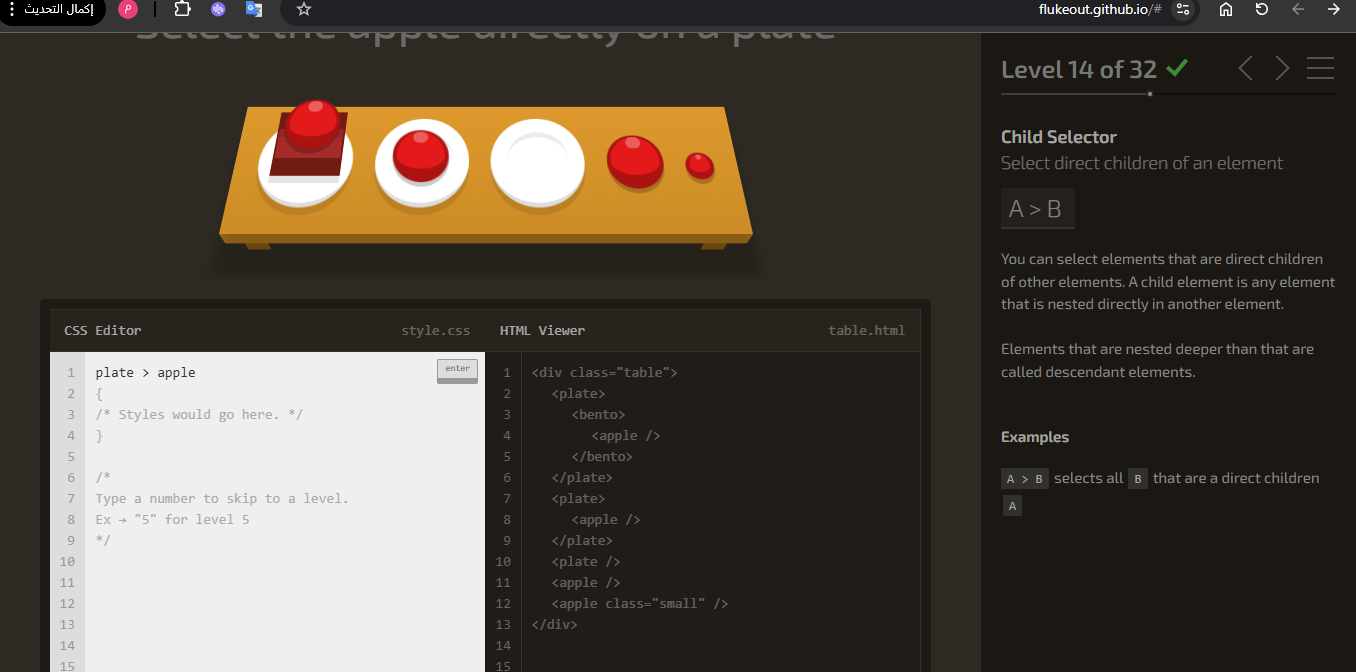 إكمال التحديث
P
flukeout.github.io/#
Select the apple directly on a plate
Level 14 of 32
Child Selector
Select direct children of an element
A > B
You can select elements that are direct children
of other elements. A child element is any element
that is nested directly in another element.
Elements that are nested deeper than that are
called descendant elements.
Examples
A > B selects all B that are a direct children
A
CSS Editor
style.css
1 plate > apple
enter
2 {
3 /* Styles would go here. */
4 }
5
6 /*
7 Type a number to skip to a level.
8 Ex → "5" for level 5
9 */
10
11
12
13
14
15
HTML Viewer
table.html
1 <div class="table">
2 <plate>
3 <bento>
4 <apple />
5 </bento>
6 </plate>
7 <plate>
8 <apple />
9 </plate>
10 <plate />
11 <apple />
12 <apple class="small" />
13 </div>
14
15